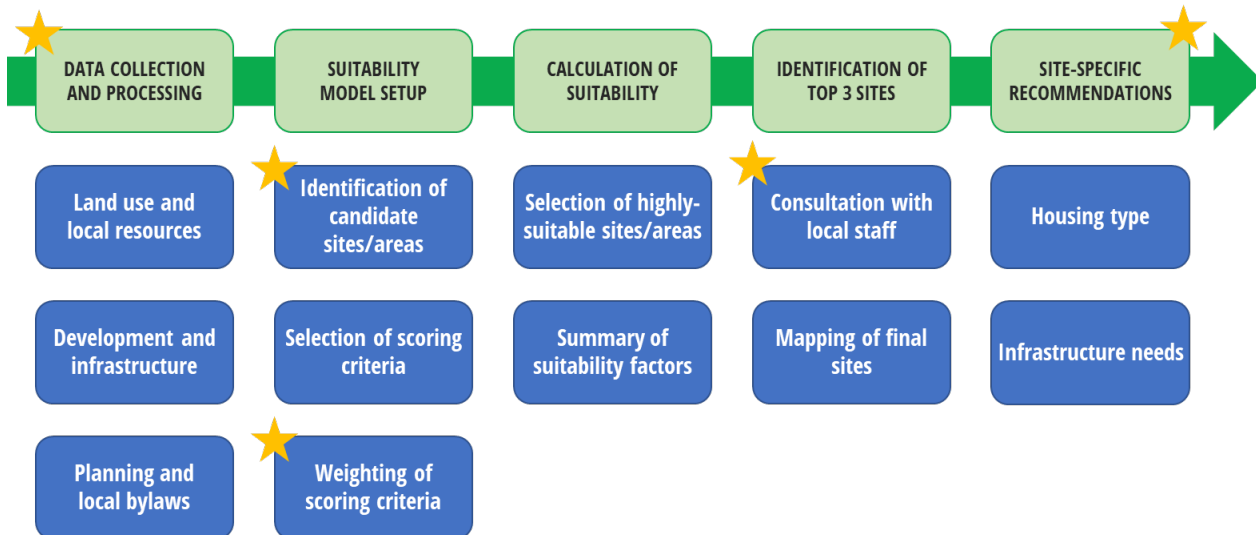 DATA COLLECTION
AND PROCESSING
SUITABILITY
MODEL SETUP
CALCULATION OF
SUITABILITY
IDENTIFICATION OF
TOP 3 SITES
SITE-SPECIFIC
RECOMMENDATIONS
Land use and
local resources
Identification of
candidate
sites/areas
Selection of highly-
suitable sites/areas
Consultation with
local staff
Housing type
Development and
infrastructure
Selection of scoring
criteria
Summary of
suitability factors
Mapping of final
sites
Infrastructure needs
Planning and
local bylaws
Weighting of
scoring criteria